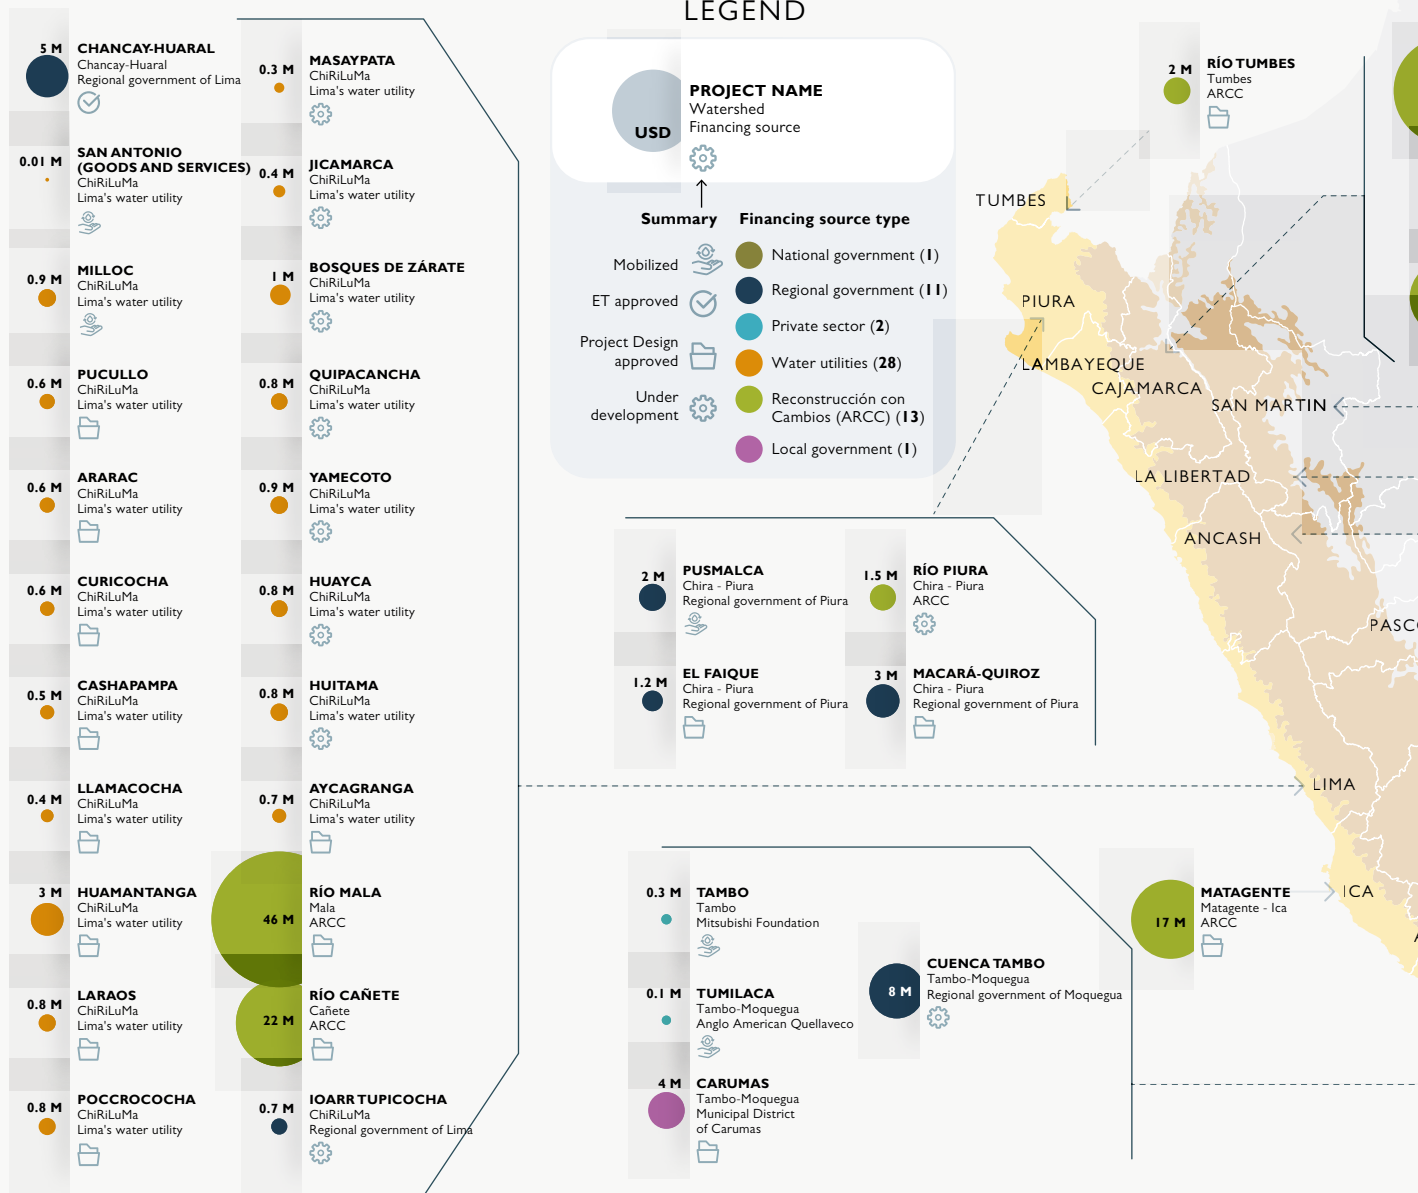 LEGEND
5 M
CHANCAY-HUARAL
Chancay-Huaral
Regional government of Lima
0.01 M
SAN ANTONIO
(GOODS AND SERVICES)
ChiRiLuMa
Lima's water utility
0.9 M
MILLOC
ChiRiLuMa
Lima's water utility
0.6 M
PUCULLO
ChiRiLuMa
Lima's water utility
0.6 M
ARARAC
ChiRiLuMa
Lima's water utility
0.6 M
CURICOCHA
ChiRiLuMa
Lima's water utility
0.5 M
CASHAPAMPA
ChiRiLuMa
Lima's water utility
0.4 M
LLAMACOCHA
ChiRiLuMa
Lima's water utility
3 M
HUAMANTANGA
ChiRiLuMa
Lima's water utility
0.8 M
LARAOS
ChiRiLuMa
Lima's water utility
0.8 M
POCCROCOCHA
ChiRiLuMa
Lima's water utility
0.3 M
MASAYPATA
ChiRiLuMa
Lima's water utility
0.4 M
JICAMARCA
ChiRiLuMa
Lima's water utility
1 M
BOSQUES DE ZÁRATE
ChiRiLuMa
Lima's water utility
0.8 M
QUIPACANCHA
ChiRiLuMa
Lima's water utility
0.9 M
YAMECOTO
ChiRiLuMa
Lima's water utility
0.8 M
HUAYCA
ChiRiLuMa
Lima's water utility
0.8 M
HUITAMA
ChiRiLuMa
Lima's water utility
0.7 M
AYCAGRANGA
ChiRiLuMa
Lima's water utility
46 M
RÍO MALA
Mala
ARCC
22 M
RÍO CAÑETE
Cañete
ARCC
0.7 M
IOARR TUPICOCHA
ChiRiLuMa
Regional government of Lima
USD
PROJECT NAME
Watershed
Financing source
Summary
Mobilized
ET approved
Project Design
approved
Under
development
Financing source type
National government (1)
Regional government (11)
Private sector (2)
Water utilities (28)
Reconstrucción con
Cambios (ARCC) (13)
Local government (1)
2 M
PUSMALCA
Chira - Piura
Regional government of Piura
1.2 M
EL FAIQUE
Chira - Piura
Regional government of Piura
1.5 M
RÍO PIURA
Chira - Piura
ARCC
3 M
MACARÁ-QUIROZ
Chira - Piura
Regional government of Piura
0.3 M
TAMBO
Tambo
Mitsubishi Foundation
0.1 M
TUMILACA
Tambo-Moquegua
Anglo American Quellaveco
4 M
CARUMAS
Tambo-Moquegua
Municipal District
of Carumas
8 M
CUENCA TAMBO
Tambo-Moquegua
Regional government of Moquegua
2 M
RÍO TUMBES
Tumbes
ARCC
17 M
MATAGENTE
Matagente - Ica
ARCC
TUMBES
PIURA
LAMBAYEQUE
CAJAMARCA
SAN MARTIN
LA LIBERTAD
ANCASH
PASCO
LIMA
ICA